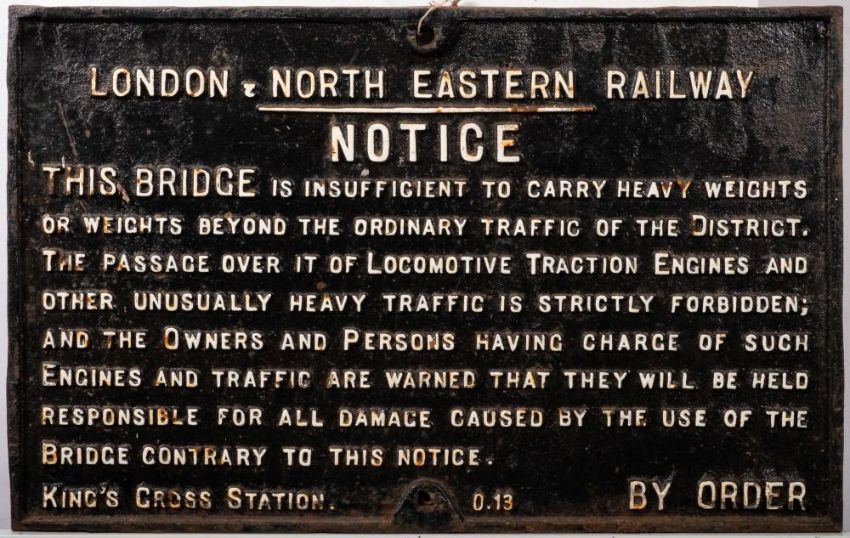 LONDON & NORTH EASTERN RAILWAY
NOTICE
THIS BRIDGE IS INSUFFICIENT TO CARRY HEAVY WEIGHTS
OR WEIGHTS BEYOND THE ORDINARY TRAFFIC OF THE DISTRICT.
THE PASSAGE OVER IT OF LOCOMOTIVE TRACTION ENGINES AND
OTHER UNUSUALLY HEAVY TRAFFIC IS STRICTLY FORBIDDEN;
AND THE OWNERS AND PERSONS HAVING CHARGE OF SUCH
ENGINES AND TRAFFIC ARE WARNED THAT THEY WILL BE HELD
RESPONSIBLE FOR ALL DAMAGE CAUSED BY THE USE OF THE
BRIDGE CONTRARY TO THIS NOTICE.
KING'S CROSS STATION. 0.13 BY ORDER